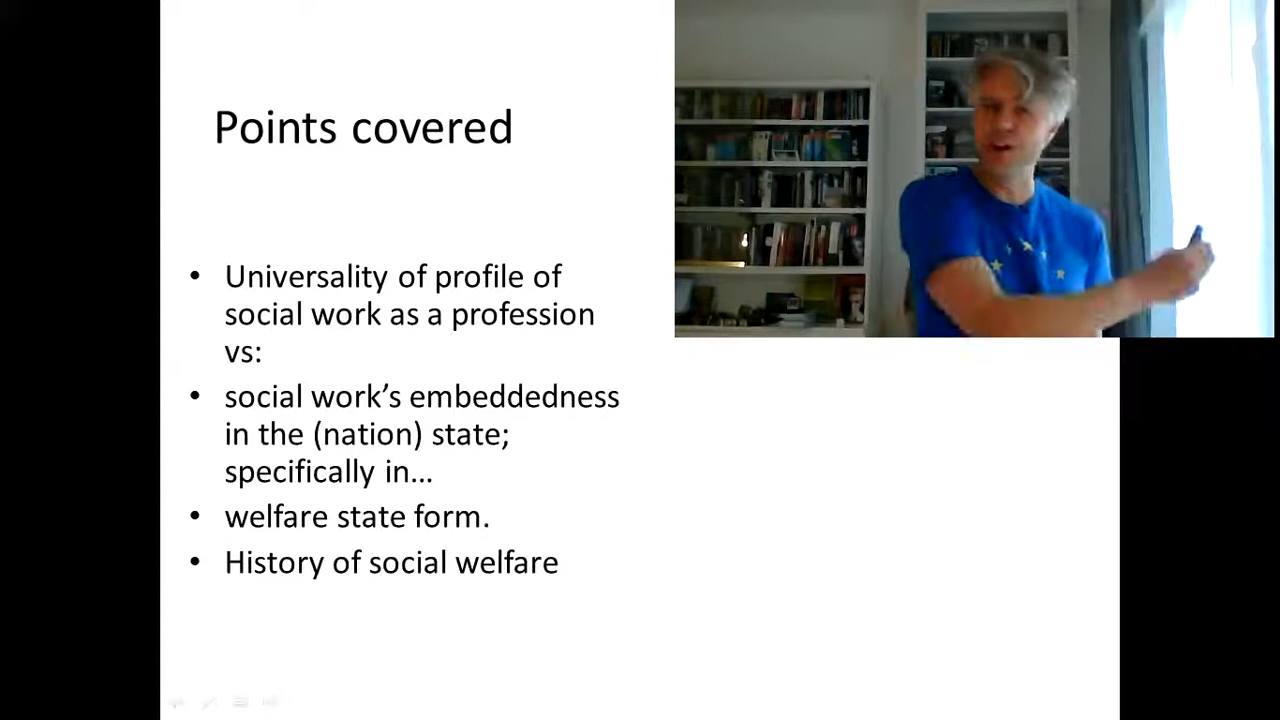 Points covered
• Universality of profile of
social work as a profession
vs:
• social work’s embeddedness
in the (nation) state;
specifically in…
• welfare state form.
• History of social welfare